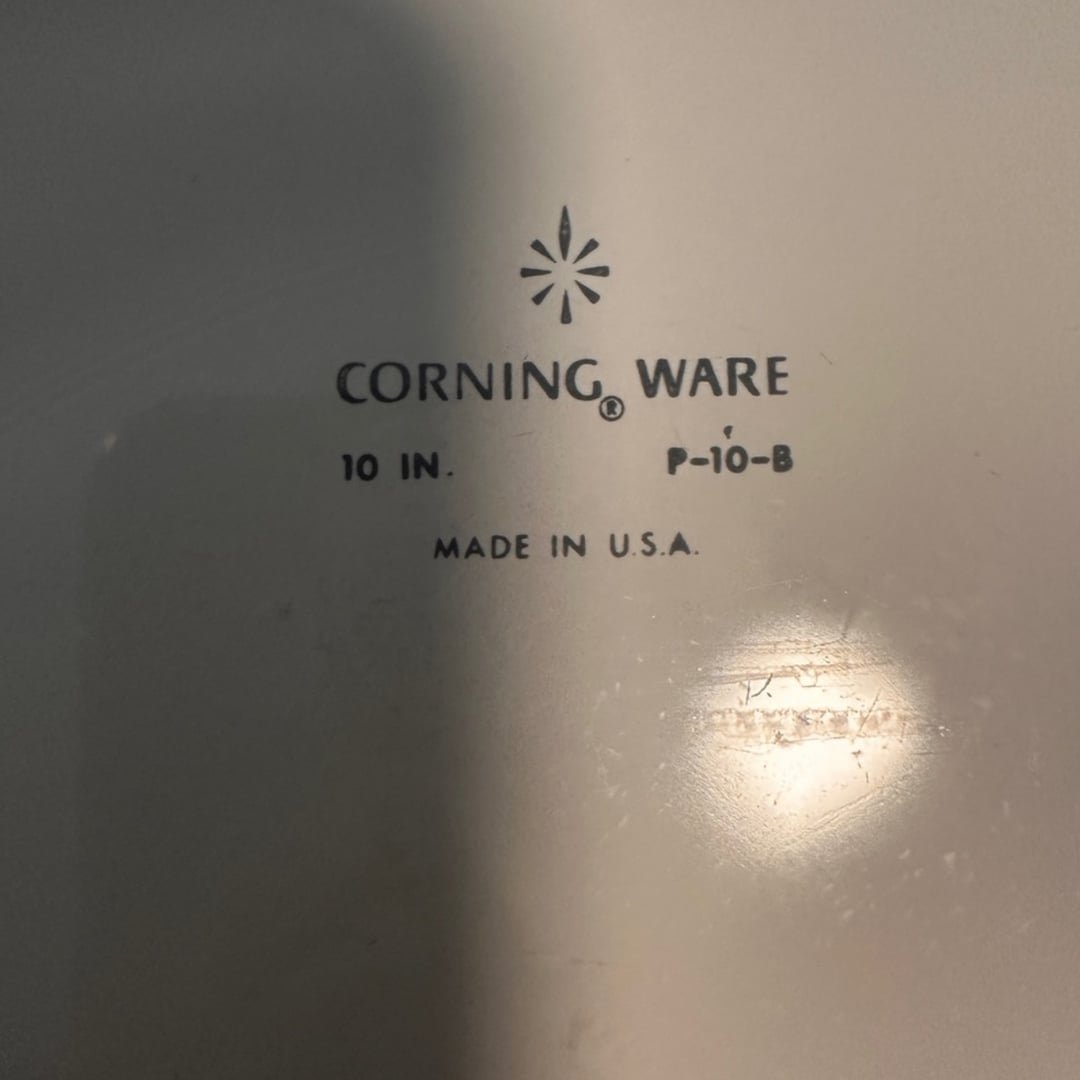 CORNING® WARE
10 IN. P-10-B
MADE IN U.S.A.